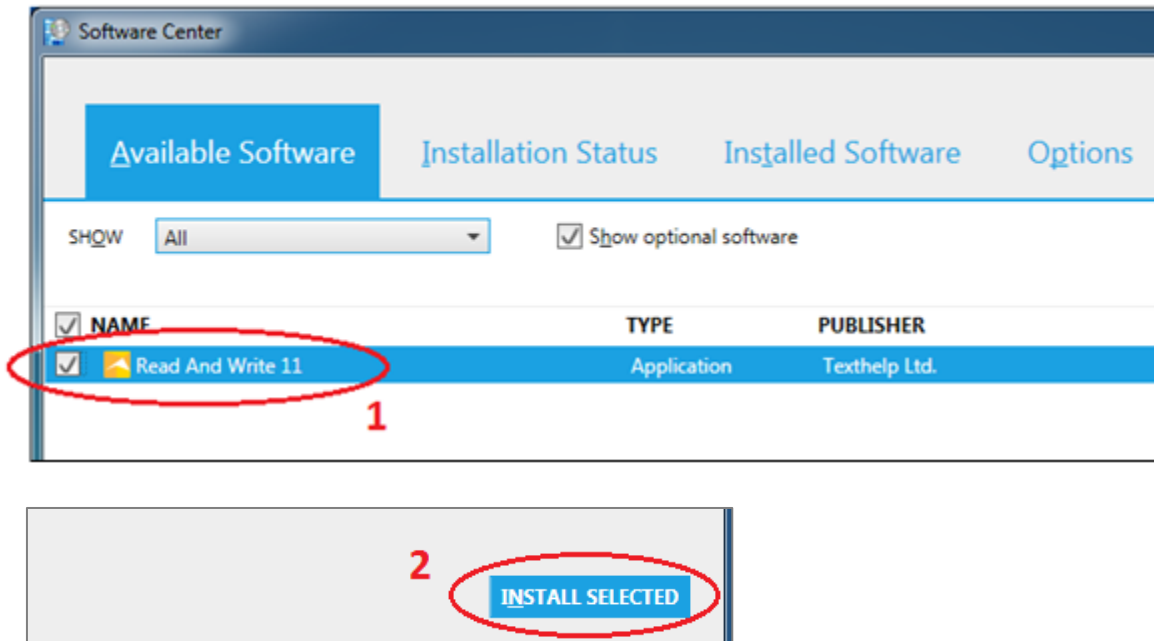 Software Center
Available Software Installation Status Installed Software Options
SHOW All Show optional software
NAME TYPE PUBLISHER
Read And Write 11 Application Texthelp Ltd.
1
2
INSTALL SELECTED